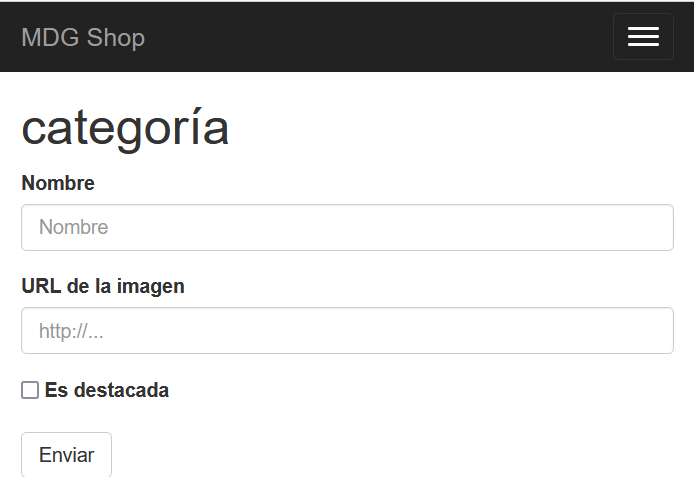 MDG Shop
categoría
Nombre
Nombre
URL de la imagen
http://...
Es destacada
Enviar